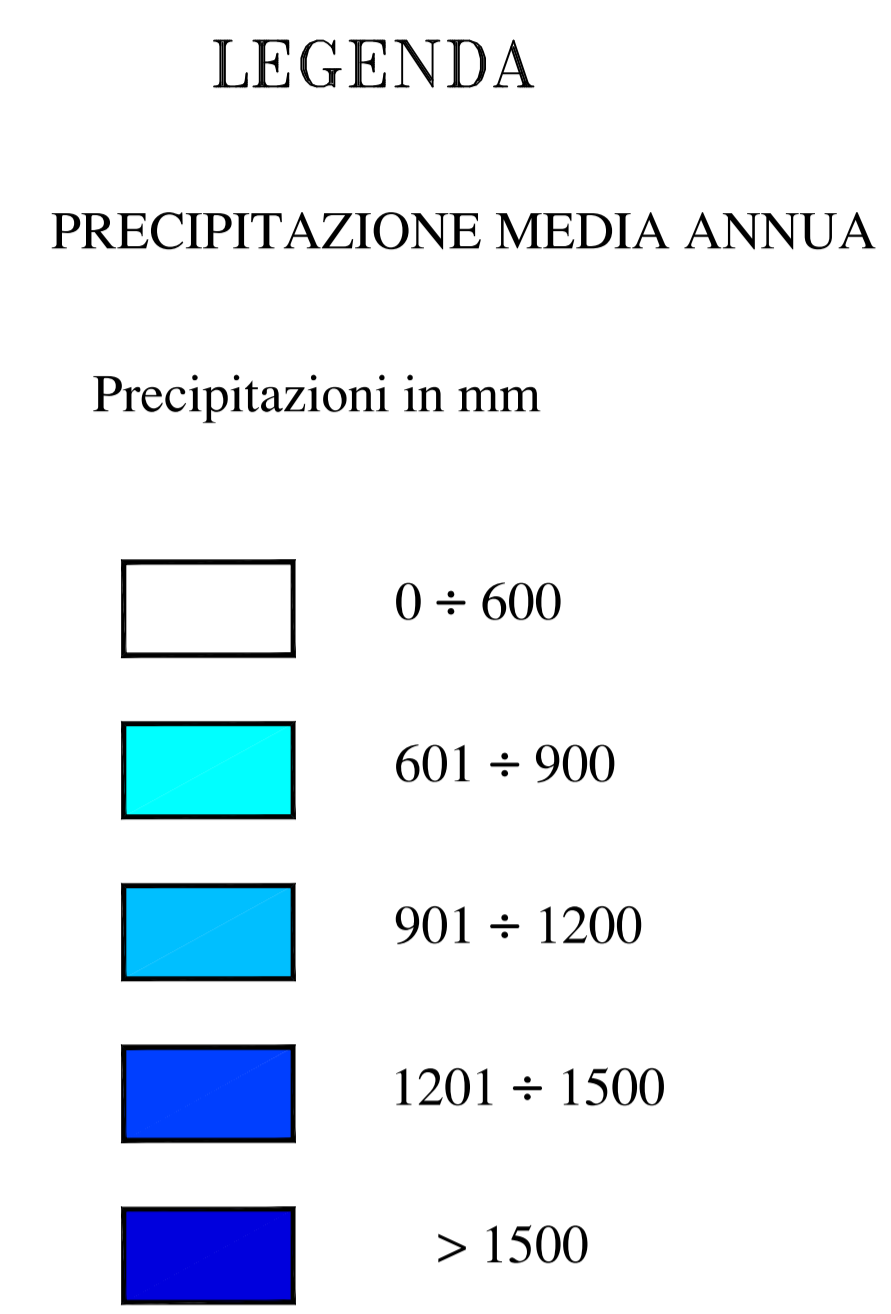 LEGENDA
PRECIPITAZIONE MEDIA ANNUA
Precipitazioni in mm
0 ÷ 600
601 ÷ 900
901 ÷ 1200
1201 ÷ 1500
> 1500